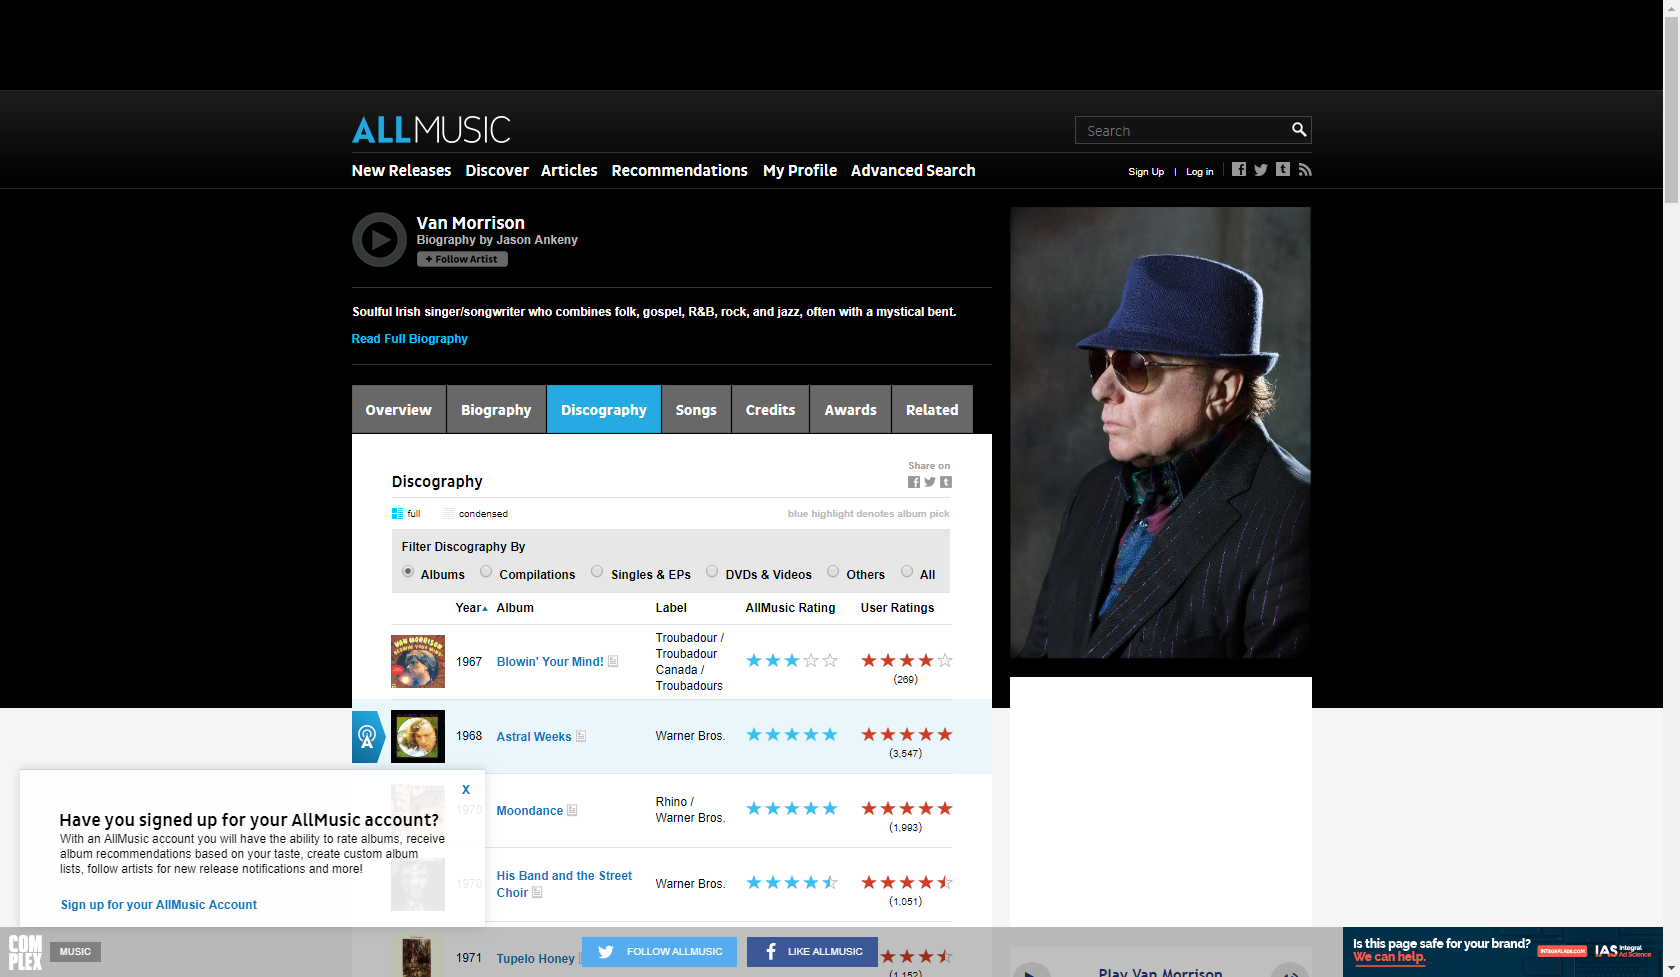 ALLMUSIC
Search
New Releases Discover Articles Recommendations My Profile Advanced Search
Sign Up | Log in
Van Morrison
Biography by Jason Ankeny
+ Follow Artist
Soulful Irish singer/songwriter who combines folk, gospel, R&B, rock, and jazz, often with a mystical bent.
Read Full Biography
Overview Biography Discography Songs Credits Awards Related
Share on
Discography
full condensed blue highlight denotes album pick
Filter Discography By
Albums Compilations Singles & EPs DVDs & Videos Others All
Year Album Label AllMusic Rating User Ratings
VAN MORRISON
BLOWIN' YOUR MIND!
1967 Blowin' Your Mind!
Troubadour /
Troubadour
Canada /
Troubadours
(269)
1968 Astral Weeks Warner Bros.
(3,547)
1970 Moondance
Rhino /
Warner Bros.
(1,993)
1970 His Band and the Street
Choir
Warner Bros.
(1,051)
1971 Tupelo Honey
(1,152)
X
Have you signed up for your AllMusic account?
With an AllMusic account you will have the ability to rate albums, receive
album recommendations based on your taste, create custom album
lists, follow artists for new release notifications and more!
Sign up for your AllMusic Account
COM
PLEX
MUSIC
FOLLOW ALLMUSIC
LIKE ALLMUSIC
Play Van Morrison
Is this page safe for your brand?
We can help.
INTEGRALADS.COM
IAS Integral
Ad Science